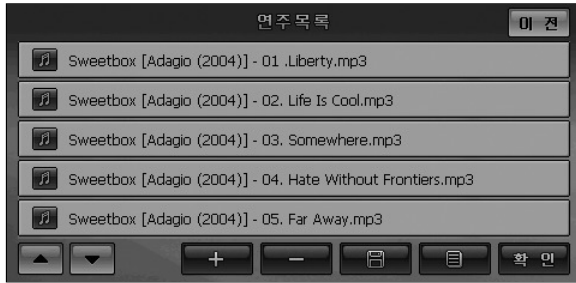 연주목록
이 전
Sweetbox [Adagio (2004)] - 01 .Liberty.mp3
Sweetbox [Adagio (2004)] - 02. Life Is Cool.mp3
Sweetbox [Adagio (2004)] - 03. Somewhere.mp3
Sweetbox [Adagio (2004)] - 04. Hate Without Frontiers.mp3
Sweetbox [Adagio (2004)] - 05. Far Away.mp3
확 인